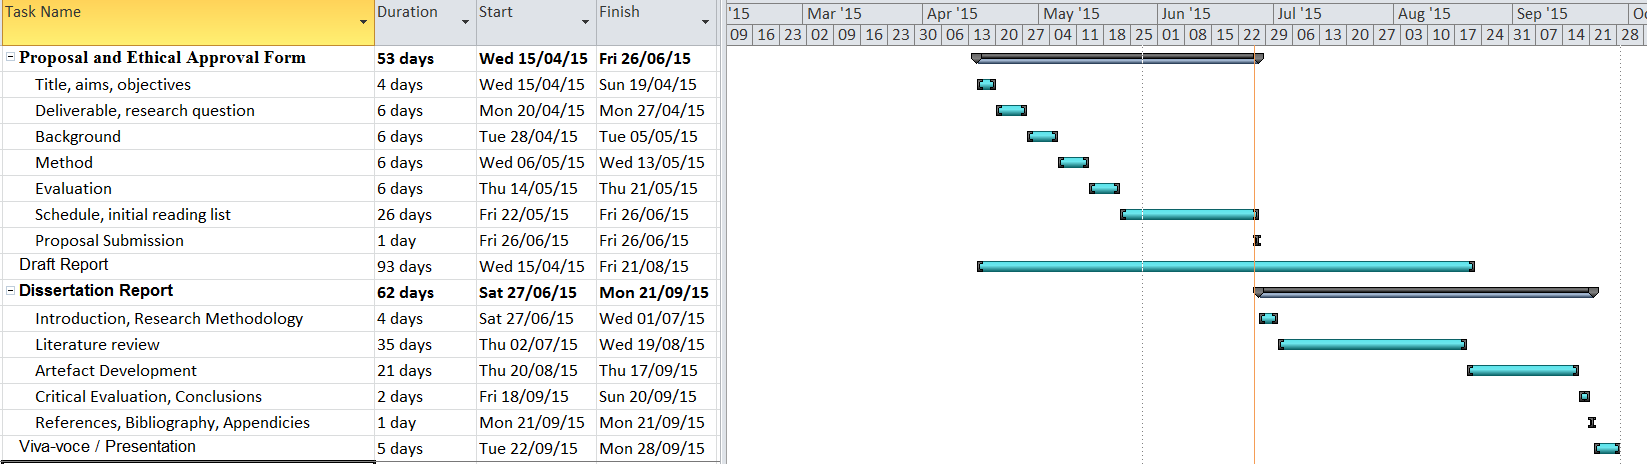 Task Name Duration Start Finish
'15 Mar '15 Apr '15 May '15 Jun '15 Jul '15 Aug '15 Sep '15 Oc
09 16 23 02 09 16 23 30 06 13 20 27 04 11 18 25 01 08 15 22 29 06 13 20 27 03 10 17 24 31 07 14 21 28
Proposal and Ethical Approval Form 53 days Wed 15/04/15 Fri 26/06/15
Title, aims, objectives 4 days Wed 15/04/15 Sun 19/04/15
Deliverable, research question 6 days Mon 20/04/15 Mon 27/04/15
Background 6 days Tue 28/04/15 Tue 05/05/15
Method 6 days Wed 06/05/15 Wed 13/05/15
Evaluation 6 days Thu 14/05/15 Thu 21/05/15
Schedule, initial reading list 26 days Fri 22/05/15 Fri 26/06/15
Proposal Submission 1 day Fri 26/06/15 Fri 26/06/15
Draft Report 93 days Wed 15/04/15 Fri 21/08/15
Dissertation Report 62 days Sat 27/06/15 Mon 21/09/15
Introduction, Research Methodology 4 days Sat 27/06/15 Wed 01/07/15
Literature review 35 days Thu 02/07/15 Wed 19/08/15
Artefact Development 21 days Thu 20/08/15 Thu 17/09/15
Critical Evaluation, Conclusions 2 days Fri 18/09/15 Sun 20/09/15
References, Bibliography, Appendicies 1 day Mon 21/09/15 Mon 21/09/15
Viva-voce / Presentation 5 days Tue 22/09/15 Mon 28/09/15